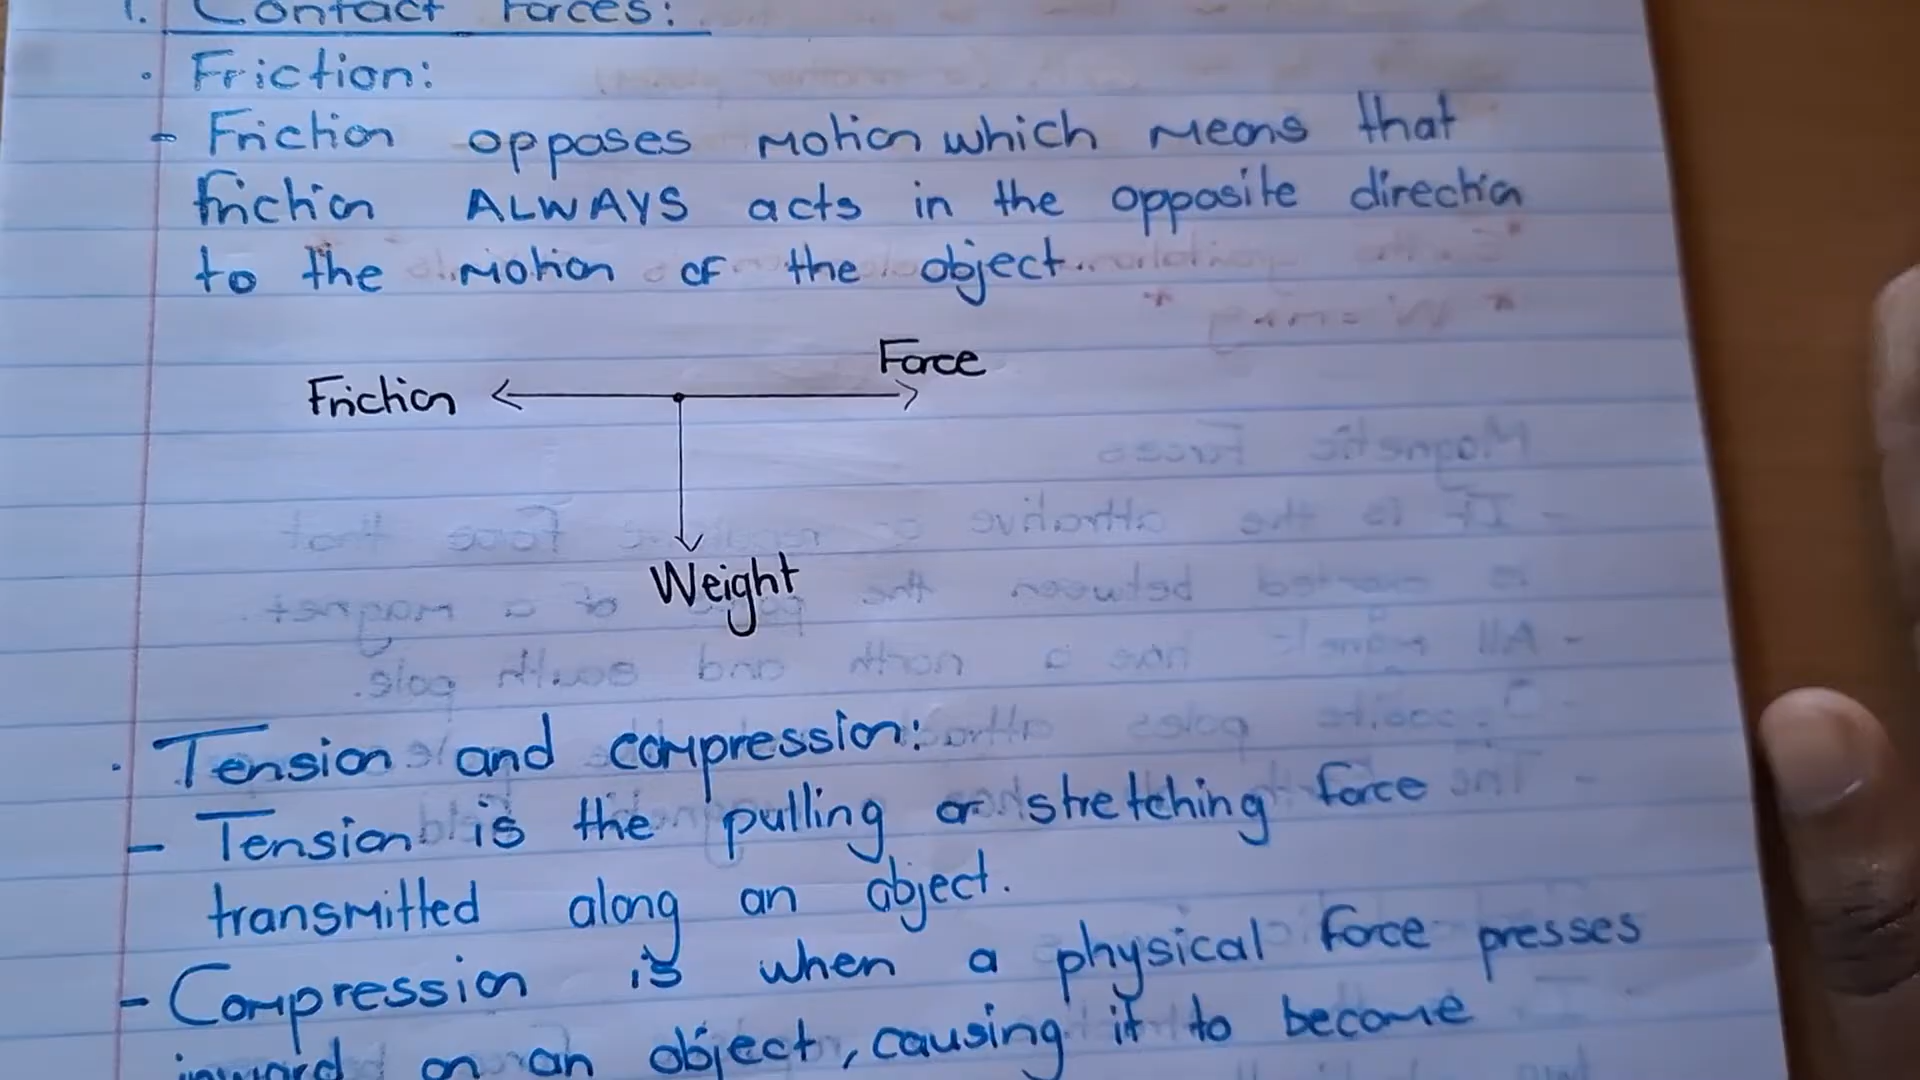 1. Contact Forces:
• Friction:
- Friction opposes motion which means that
friction ALWAYS acts in the opposite direction
to the motion of the object.
Force
Friction
Weight
• Tension and compression:
- Tension is the pulling or stretching force
transmitted along an object.
- Compression is when a physical force presses
inward on an object, causing it to become